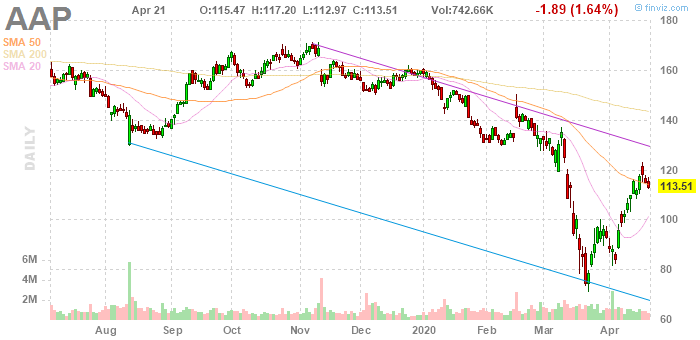 AAP Apr 21 O:115.47 H:117.20 L:112.97 C:113.51 Vol:742.66K -1.89 (1.64%) © finviz.com
SMA 50
SMA 200
SMA 20
DAILY
180
160
140
120
113.51
100
80
60
6M
4M
2M
Aug Sep Oct Nov Dec 2020 Feb Mar Apr